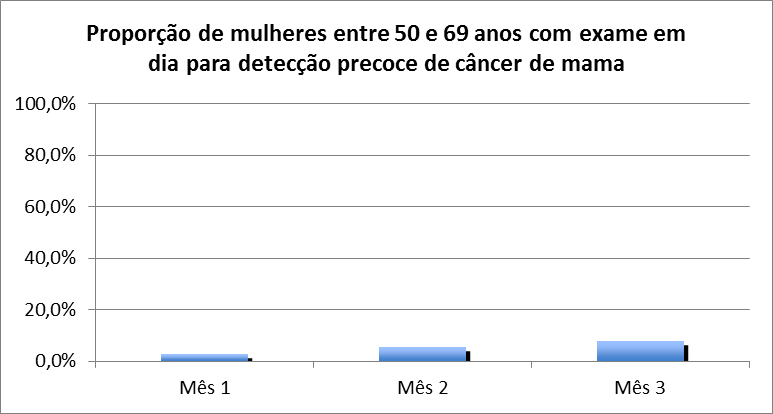 Proporção de mulheres entre 50 e 69 anos com exame em
dia para detecção precoce de câncer de mama
100,0%
80,0%
60,0%
40,0%
20,0%
0,0%
Mês 1
Mês 2
Mês 3